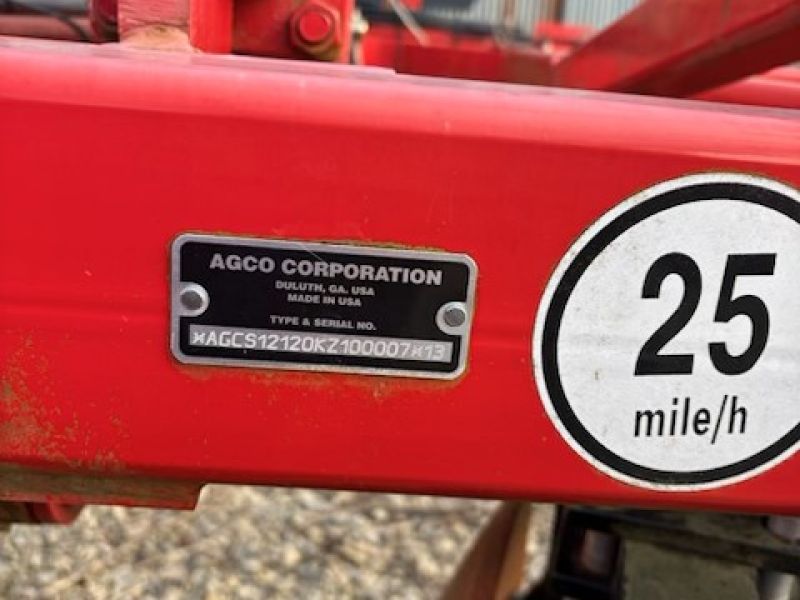 AGCO CORPORATION
DULUTH, GA. USA
MADE IN USA
TYPE & SERIAL NO.
*AGCS12120KZ100007*13
25
mile/h